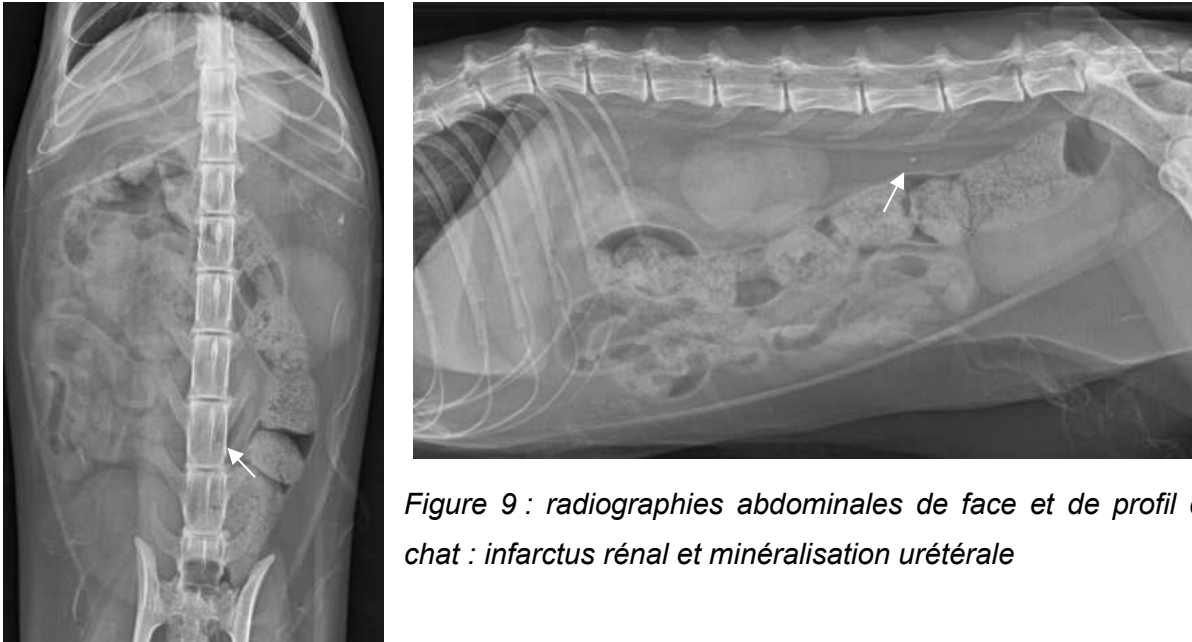 Figure 9 : radiographies abdominales de face et de profil
chat : infarctus rénal et minéralisation urétérale